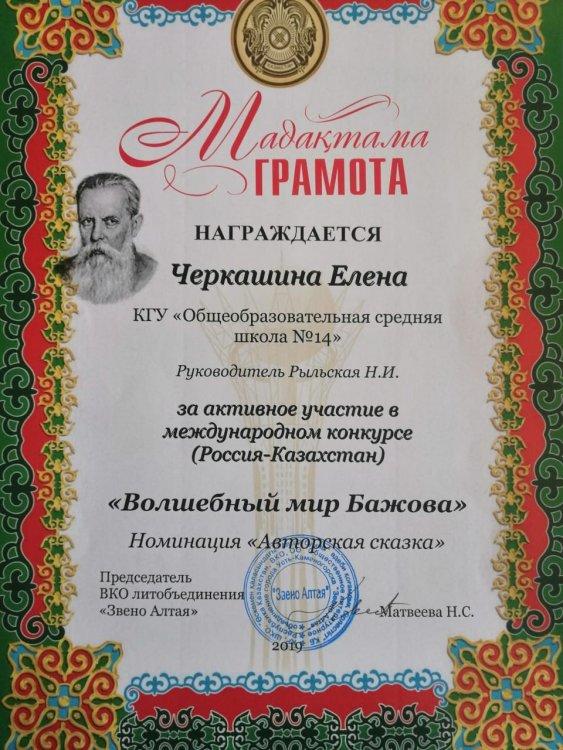 Мадақтама
ГРАМОТА
НАГРАЖДАЕТСЯ
Черкашина Елена
КГУ «Общеобразовательная средняя
школа №14»
Руководитель Рыльская Н.И.
за активное участие в
международном конкурсе
(Россия-Казахстан)
«Волшебный мир Бажова»
Номинация «Авторская сказка»
Председатель
ВКО литобъединения
«Звено Алтая»
"Звено Алтая"
Матвеева Н.С.
2019